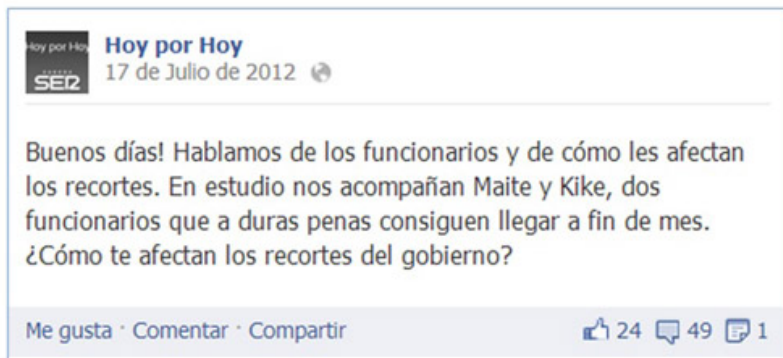 Hoy por Hoy
SER
Hoy por Hoy
17 de Julio de 2012
Buenos días! Hablamos de los funcionarios y de cómo les afectan
los recortes. En estudio nos acompañan Maite y Kike, dos
funcionarios que a duras penas consiguen llegar a fin de mes.
¿Cómo te afectan los recortes del gobierno?
Me gusta · Comentar · Compartir 24 49 1